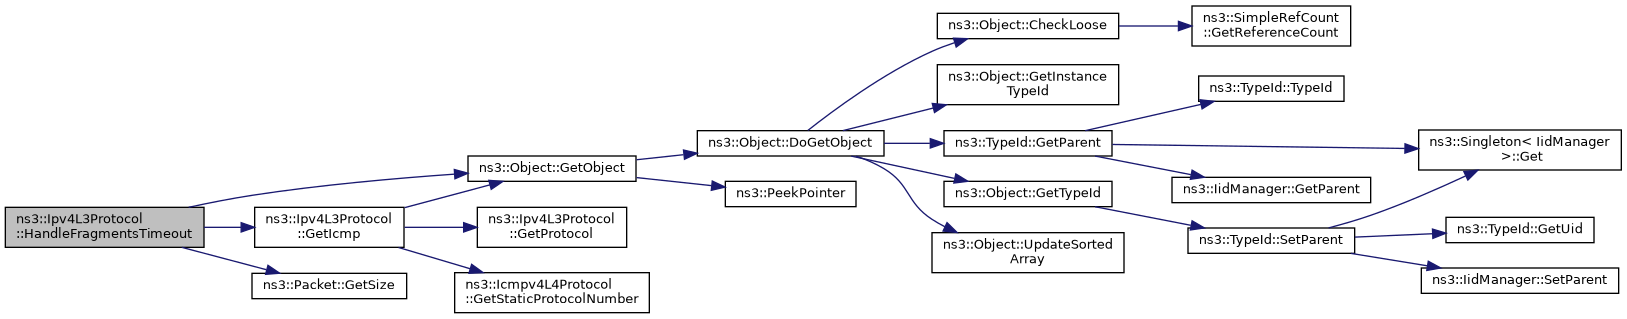 ns3::Ipv4L3Protocol
::HandleFragmentsTimeout
ns3::Object::GetObject
ns3::Ipv4L3Protocol
::GetIcmp
ns3::Packet::GetSize
ns3::Ipv4L3Protocol
::GetProtocol
ns3::Icmpv4L4Protocol
::GetStaticProtocolNumber
ns3::Object::DoGetObject
ns3::PeekPointer
ns3::Object::CheckLoose
ns3::Object::GetInstance
TypeId
ns3::TypeId::GetParent
ns3::Object::GetTypeId
ns3::Object::UpdateSorted
Array
ns3::SimpleRefCount
::GetReferenceCount
ns3::TypeId::TypeId
ns3::IidManager::GetParent
ns3::TypeId::SetParent
ns3::Singleton< IidManager
>::Get
ns3::TypeId::GetUid
ns3::IidManager::SetParent